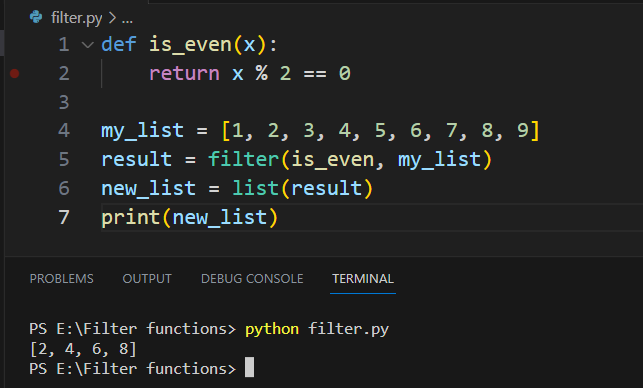 filter.py > ...
1 def is_even(x):
2     return x % 2 == 0
3
4 my_list = [1, 2, 3, 4, 5, 6, 7, 8, 9]
5 result = filter(is_even, my_list)
6 new_list = list(result)
7 print(new_list)
PROBLEMS OUTPUT DEBUG CONSOLE TERMINAL
PS E:\Filter functions> python filter.py
[2, 4, 6, 8]
PS E:\Filter functions>